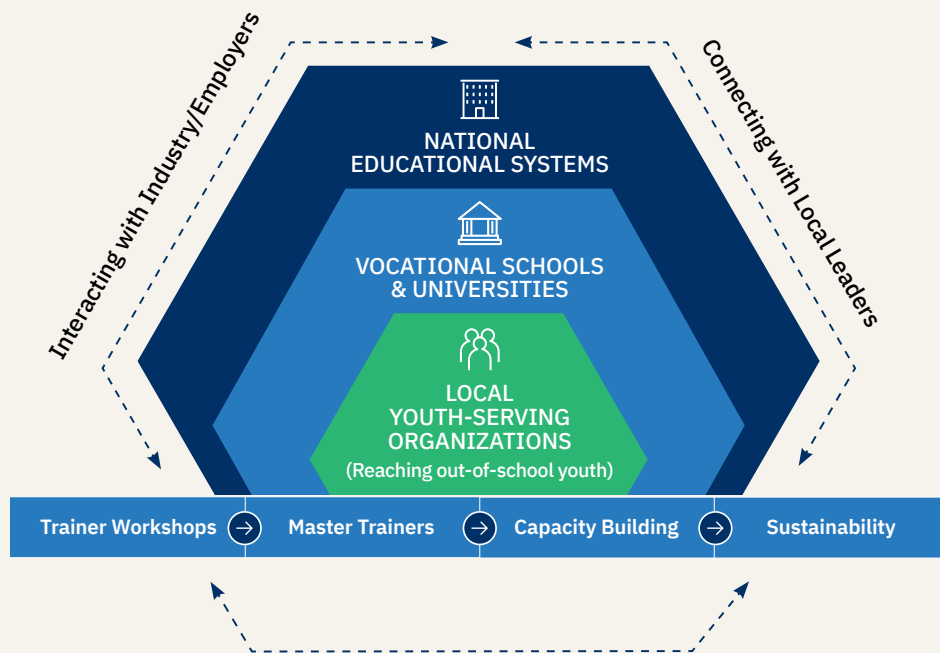 Interacting with Industry/Employers
Connecting with Local Leaders
NATIONAL
EDUCATIONAL SYSTEMS
VOCATIONAL SCHOOLS
& UNIVERSITIES
LOCAL
YOUTH-SERVING
ORGANIZATIONS
(Reaching out-of-school youth)
Trainer Workshops
Master Trainers
Capacity Building
Sustainability